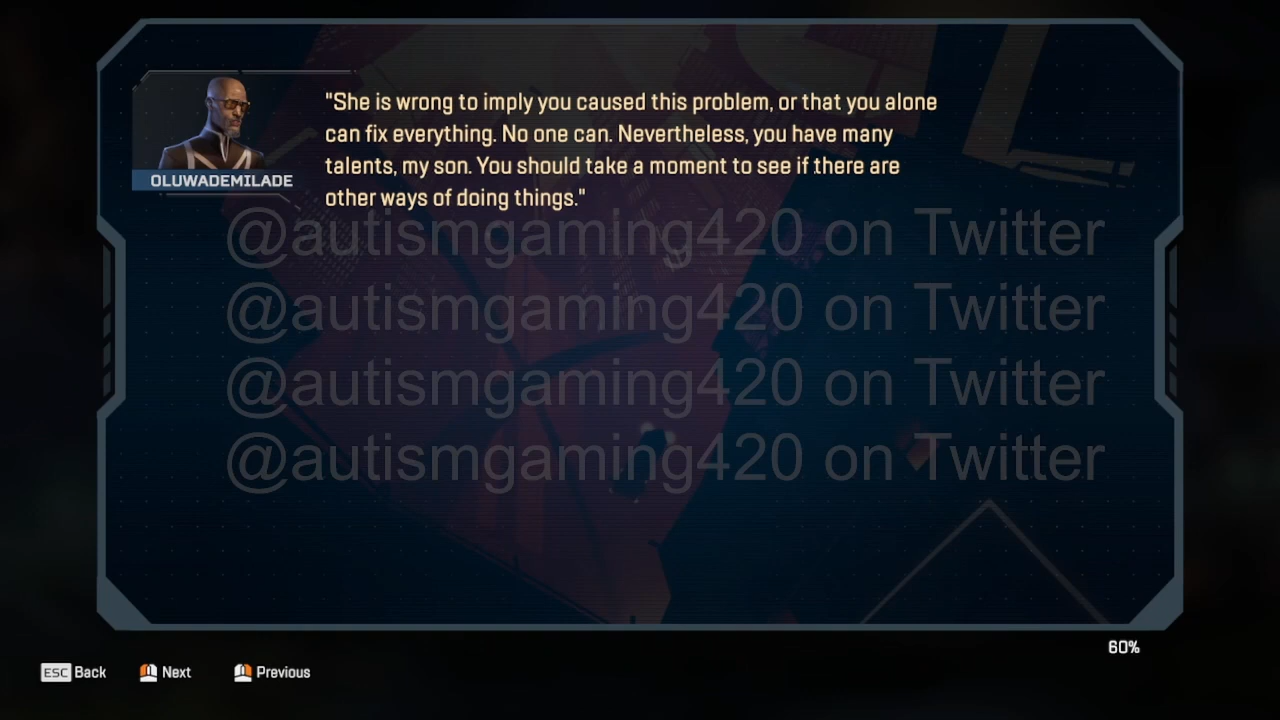 "She is wrong to imply you caused this problem, or that you alone
can fix everything. No one can. Nevertheless, you have many
talents, my son. You should take a moment to see if there are
OLUWADEMILADE
other ways of doing things."
@autismgaming420 on Twitter
@autismgaming420 on Twitter
@autismgaming420 on Twitter
@autismgaming420 on Twitter
60%
ESC Back Next Previous